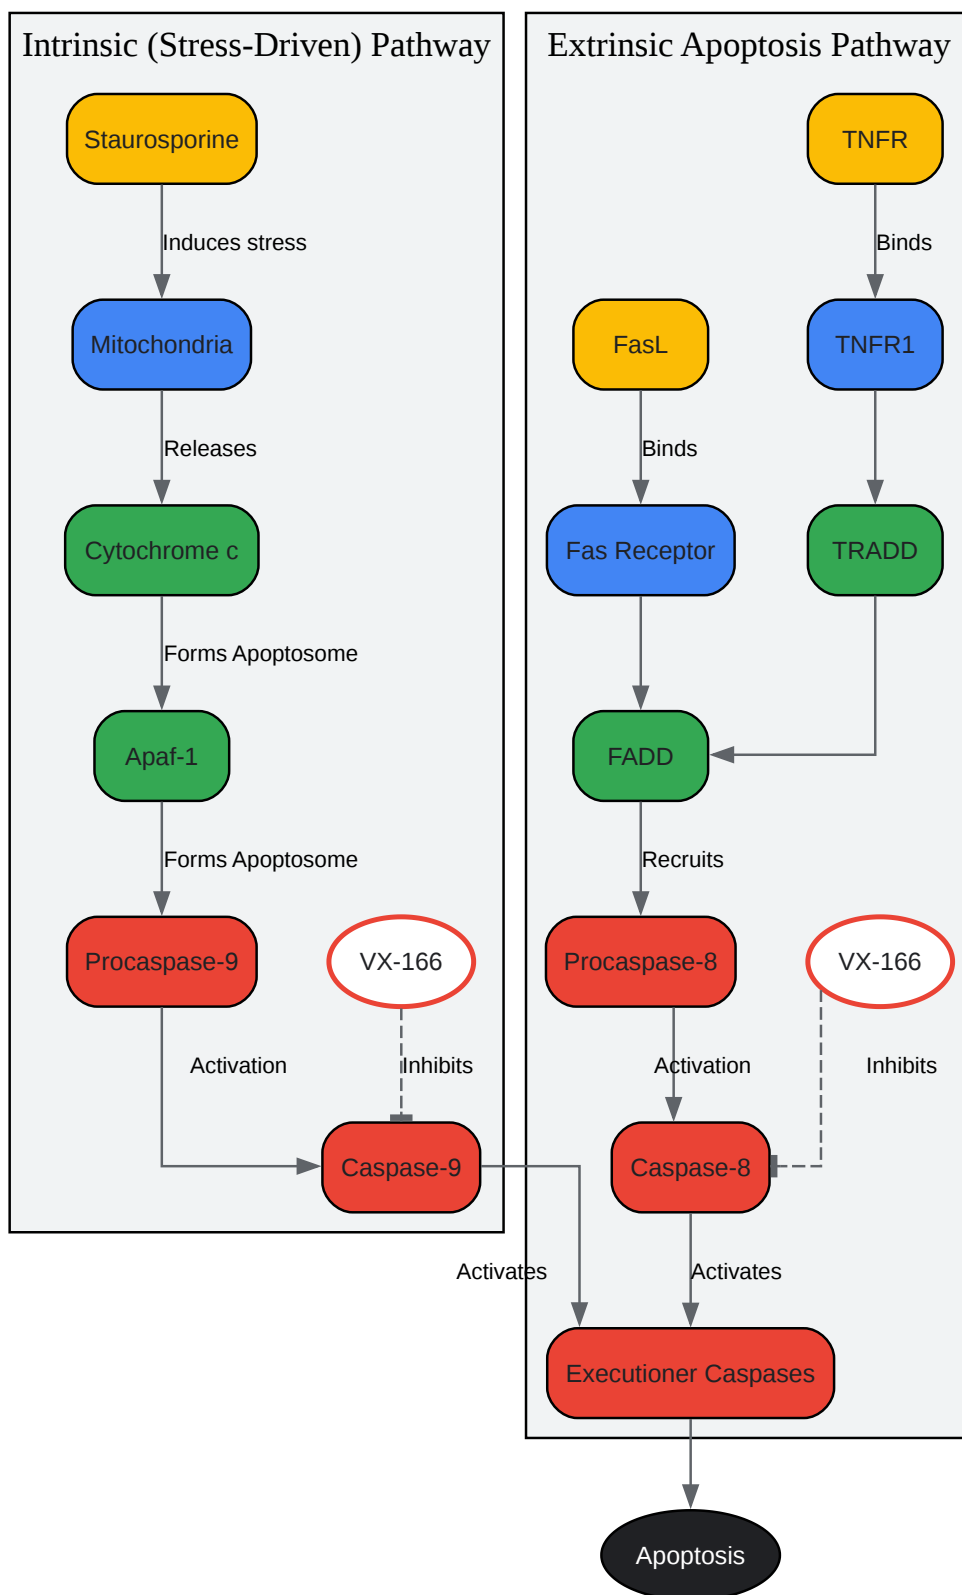 Intrinsic (Stress-Driven) Pathway
Staurosporine
Induces stress
Mitochondria
Releases
Cytochrome c
Forms Apoptosome
Apaf-1
Forms Apoptosome
Procaspase-9
VX-166
Activation
Inhibits
Caspase-9
Activates
Extrinsic Apoptosis Pathway
TNFR
Binds
FasL
TNFR1
Binds
Fas Receptor
TRADD
FADD
Recruits
Procaspase-8
VX-166
Activation
Inhibits
Caspase-8
Activates
Executioner Caspases
Apoptosis